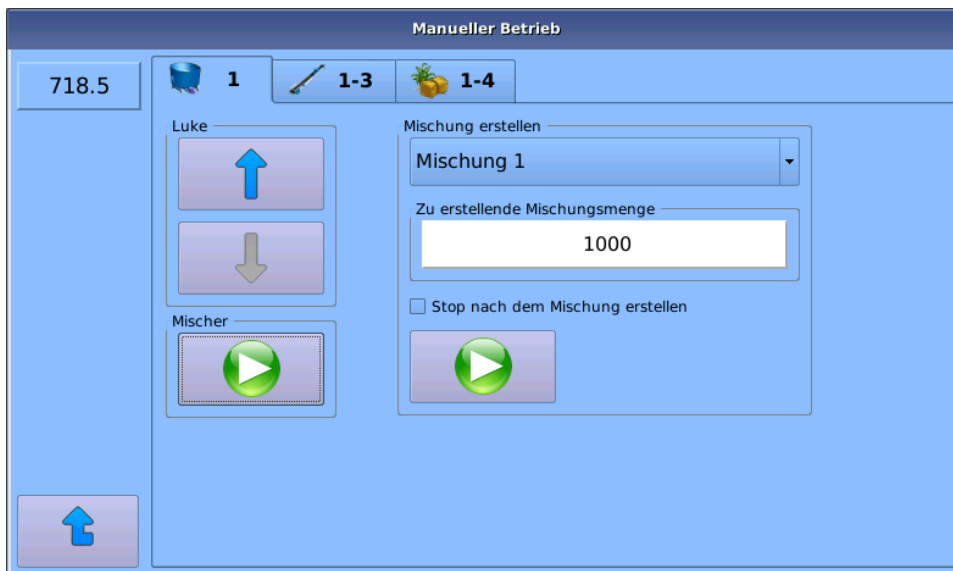 Manueller Betrieb
718.5
1
1-3
1-4
Luke
Mischer
Mischung erstellen
Mischung 1
Zu erstellende Mischungsmenge
1000
Stop nach dem Mischung erstellen